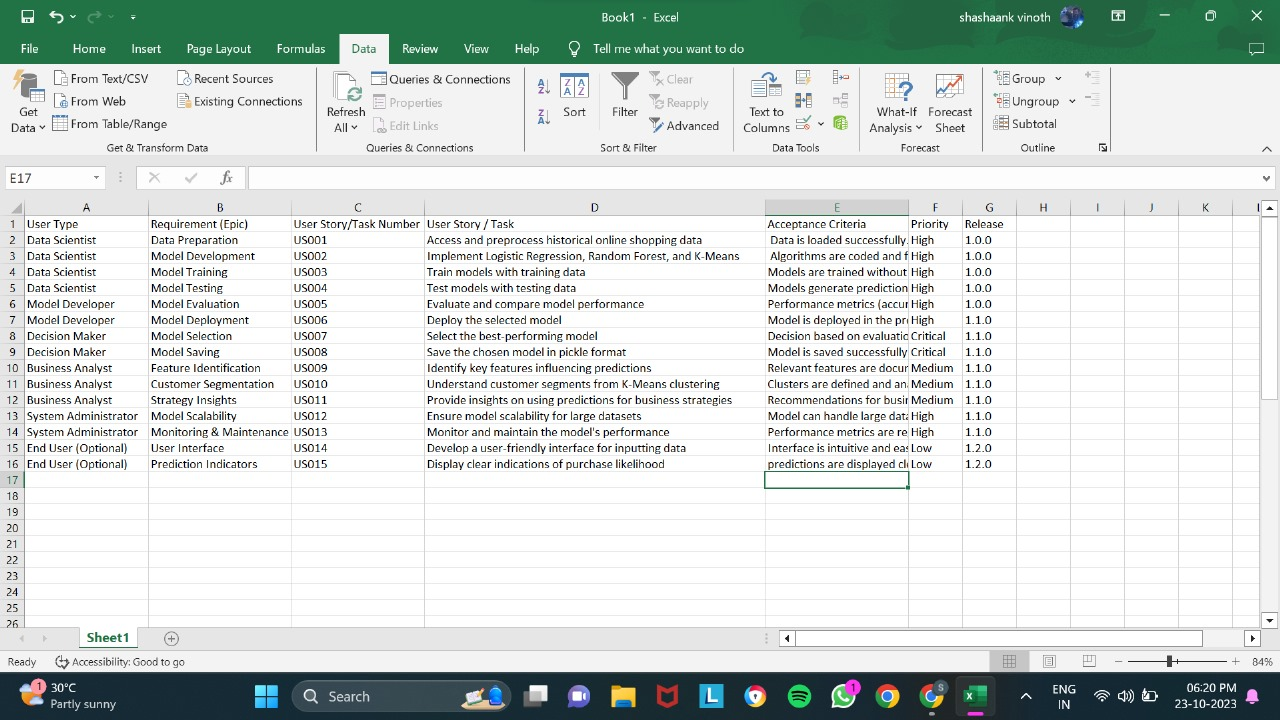 Book1 - Excel
shashaank vinoth
File Home Insert Page Layout Formulas Data Review View Help Tell me what you want to do
From Text/CSV Recent Sources Queries & Connections Clear Group
Get Data From Web Existing Connections Refresh All Properties Sort Filter Reapply Text to Columns What-If Analysis Forecast Sheet Ungroup
From Table/Range Edit Links Advanced Subtotal
Get & Transform Data Queries & Connections Sort & Filter Data Tools Forecast Outline
E17 fx
A B C D E F G H I J K
1 User Type Requirement (Epic) User Story/Task Number User Story / Task Acceptance Criteria Priority Release
2 Data Scientist Data Preparation US001 Access and preprocess historical online shopping data Data is loaded successfully. High 1.0.0
3 Data Scientist Model Development US002 Implement Logistic Regression, Random Forest, and K-Means Algorithms are coded and f High 1.0.0
4 Data Scientist Model Training US003 Train models with training data Models are trained without High 1.0.0
5 Data Scientist Model Testing US004 Test models with testing data Models generate prediction High 1.0.0
6 Model Developer Model Evaluation US005 Evaluate and compare model performance Performance metrics (accur High 1.0.0
7 Model Developer Model Deployment US006 Deploy the selected model Model is deployed in the pr High 1.1.0
8 Decision Maker Model Selection US007 Select the best-performing model Decision based on evaluatic Critical 1.1.0
9 Decision Maker Model Saving US008 Save the chosen model in pickle format Model is saved successfully Critical 1.1.0
10 Business Analyst Feature Identification US009 Identify key features influencing predictions Relevant features are docur Medium 1.1.0
11 Business Analyst Customer Segmentation US010 Understand customer segments from K-Means clustering Clusters are defined and an Medium 1.1.0
12 Business Analyst Strategy Insights US011 Provide insights on using predictions for business strategies Recommendations for busir Medium 1.1.0
13 System Administrator Model Scalability US012 Ensure model scalability for large datasets Model can handle large data High 1.1.0
14 System Administrator Monitoring & Maintenance US013 Monitor and maintain the model's performance Performance metrics are re High 1.1.0
15 End User (Optional) User Interface US014 Develop a user-friendly interface for inputting data Interface is intuitive and eas Low 1.2.0
16 End User (Optional) Prediction Indicators US015 Display clear indications of purchase likelihood predictions are displayed cl Low 1.2.0
17
18
19
20
21
22
23
24
25
26
Sheet1
Ready Accessibility: Good to go 84%
1 30°C Search 1 S ENG 06:20 PM
Partly sunny IN 23-10-2023